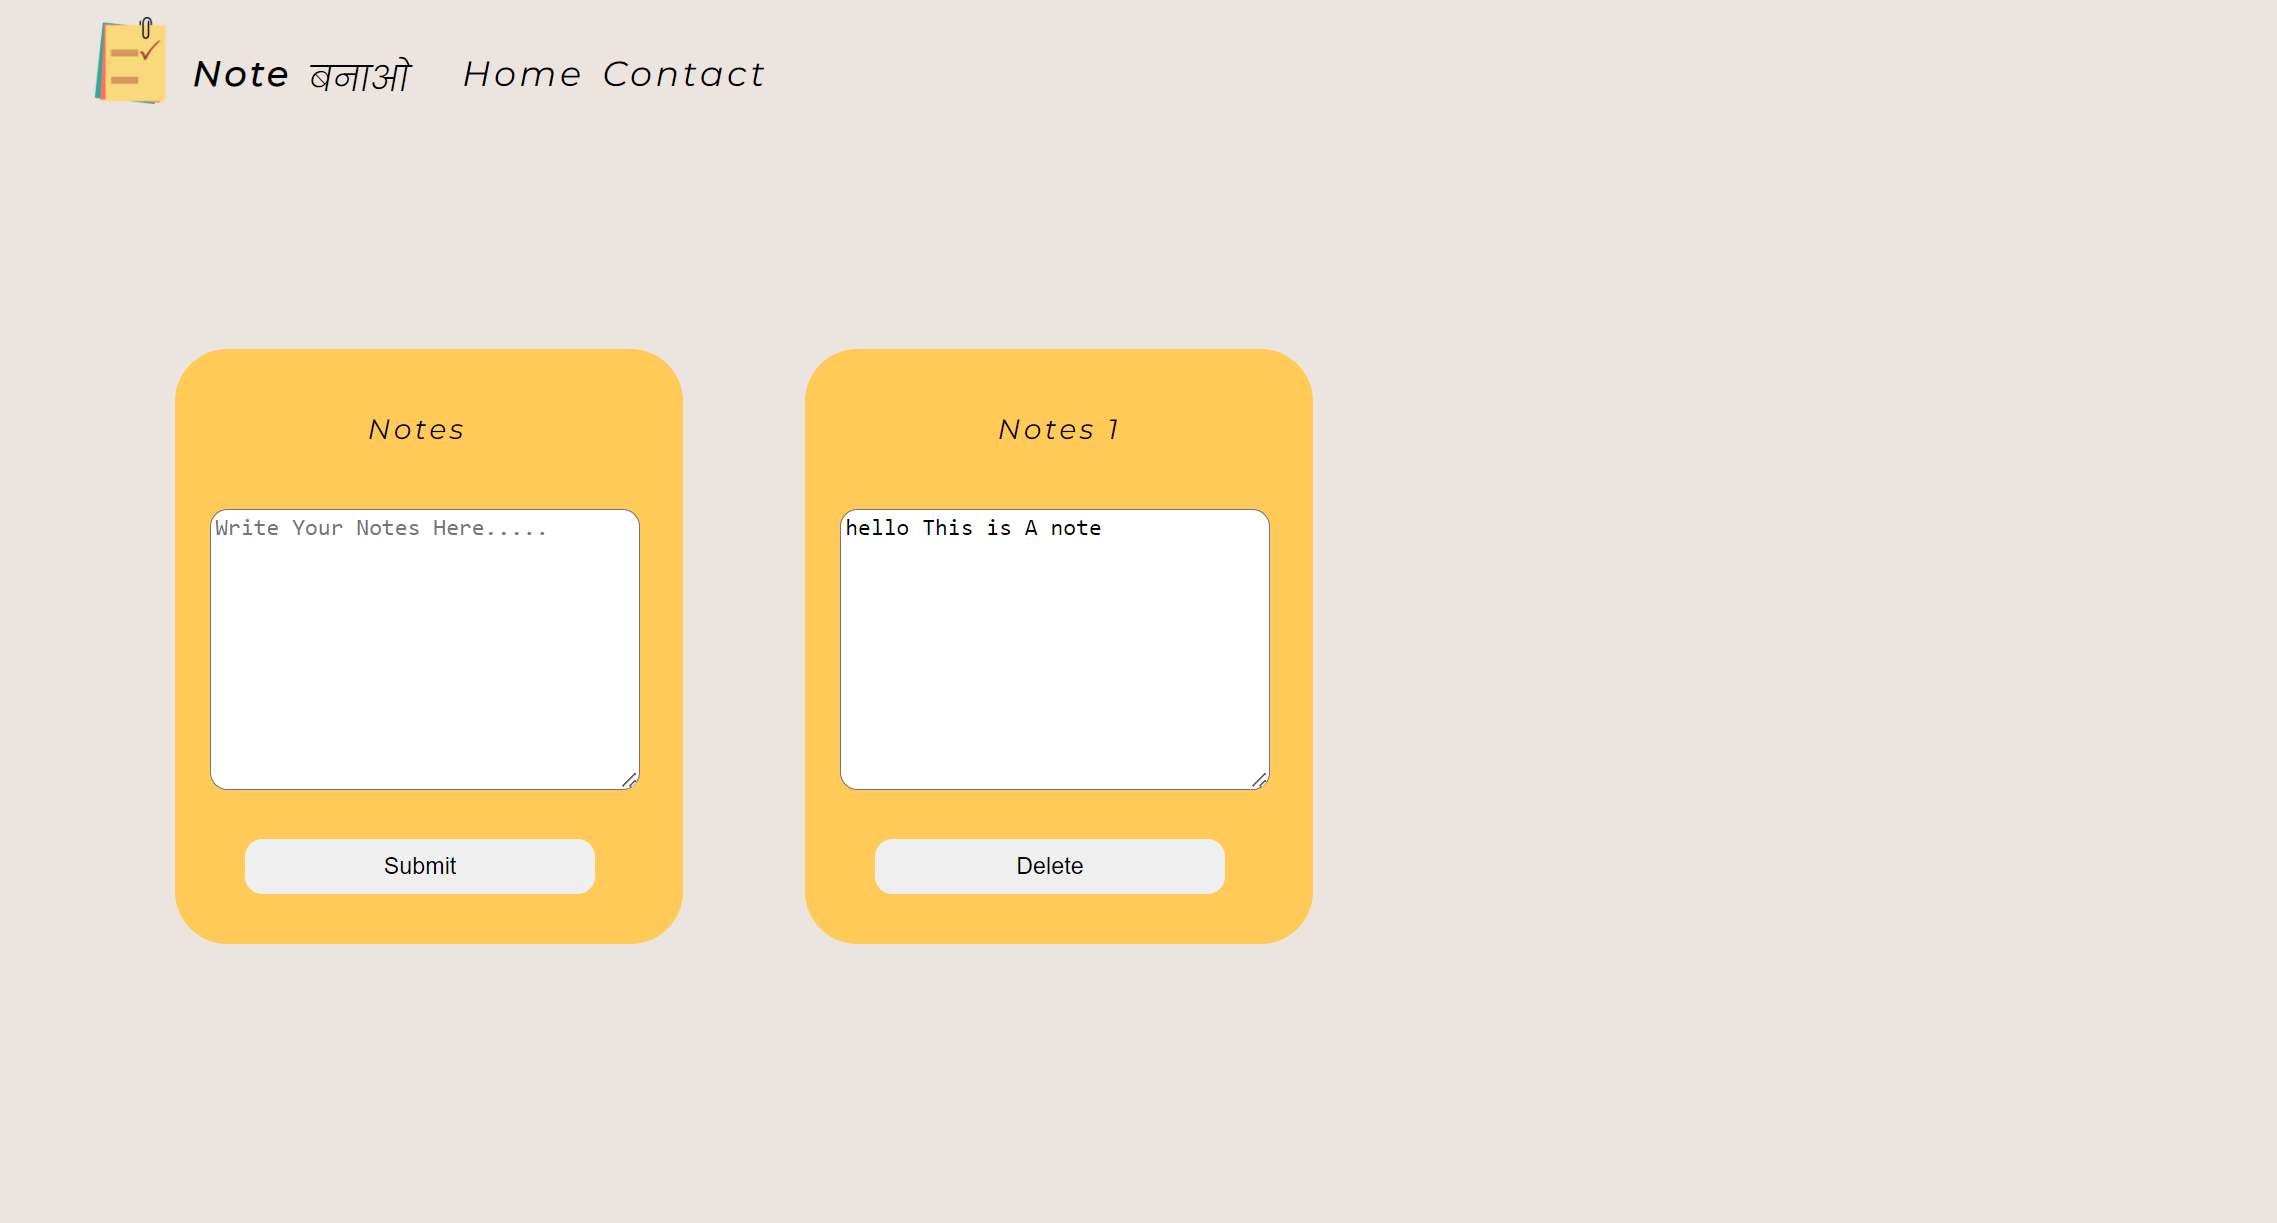 Note बनाओ Home Contact
Notes
Write Your Notes Here.....
Submit
Notes 1
hello This is A note
Delete